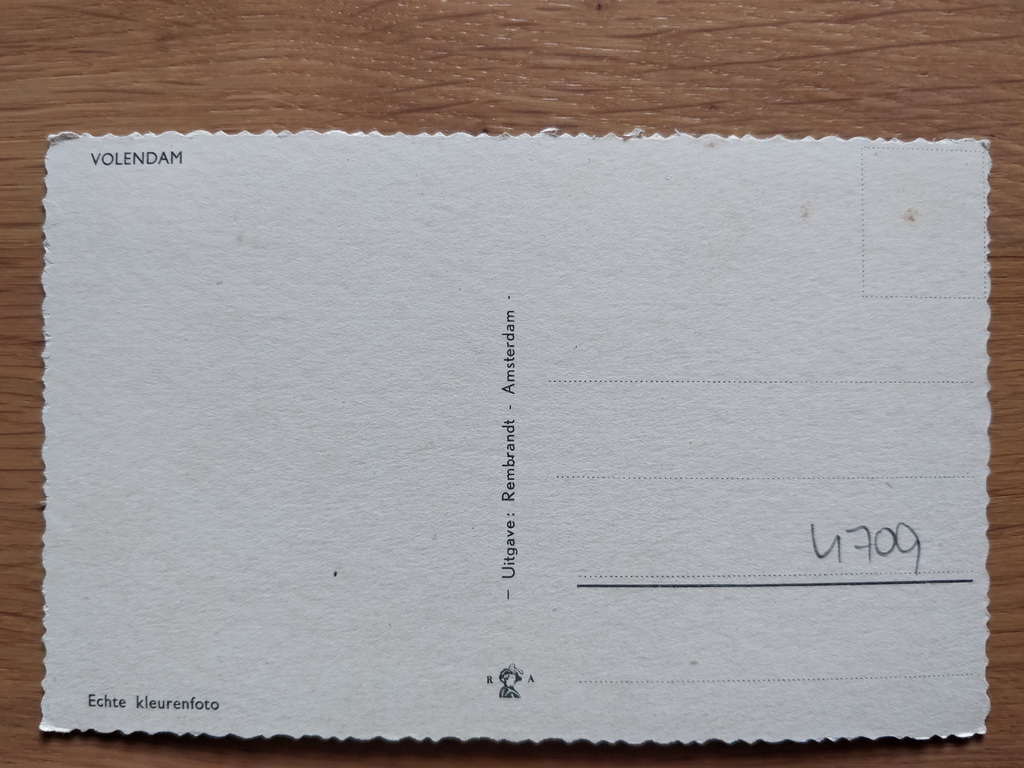 VOLENDAM
– Uitgave: Rembrandt - Amsterdam -
4709
R A
Echte kleurenfoto